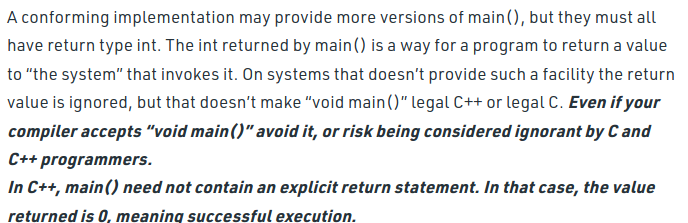 A conforming implementation may provide more versions of main(), but they must all
have return type int. The int returned by main() is a way for a program to return a value
to “the system” that invokes it. On systems that doesn’t provide such a facility the return
value is ignored, but that doesn’t make “void main()” legal C++ or legal C. Even if your
compiler accepts “void main()” avoid it, or risk being considered ignorant by C and
C++ programmers.
In C++, main() need not contain an explicit return statement. In that case, the value
returned is 0, meaning successful execution.